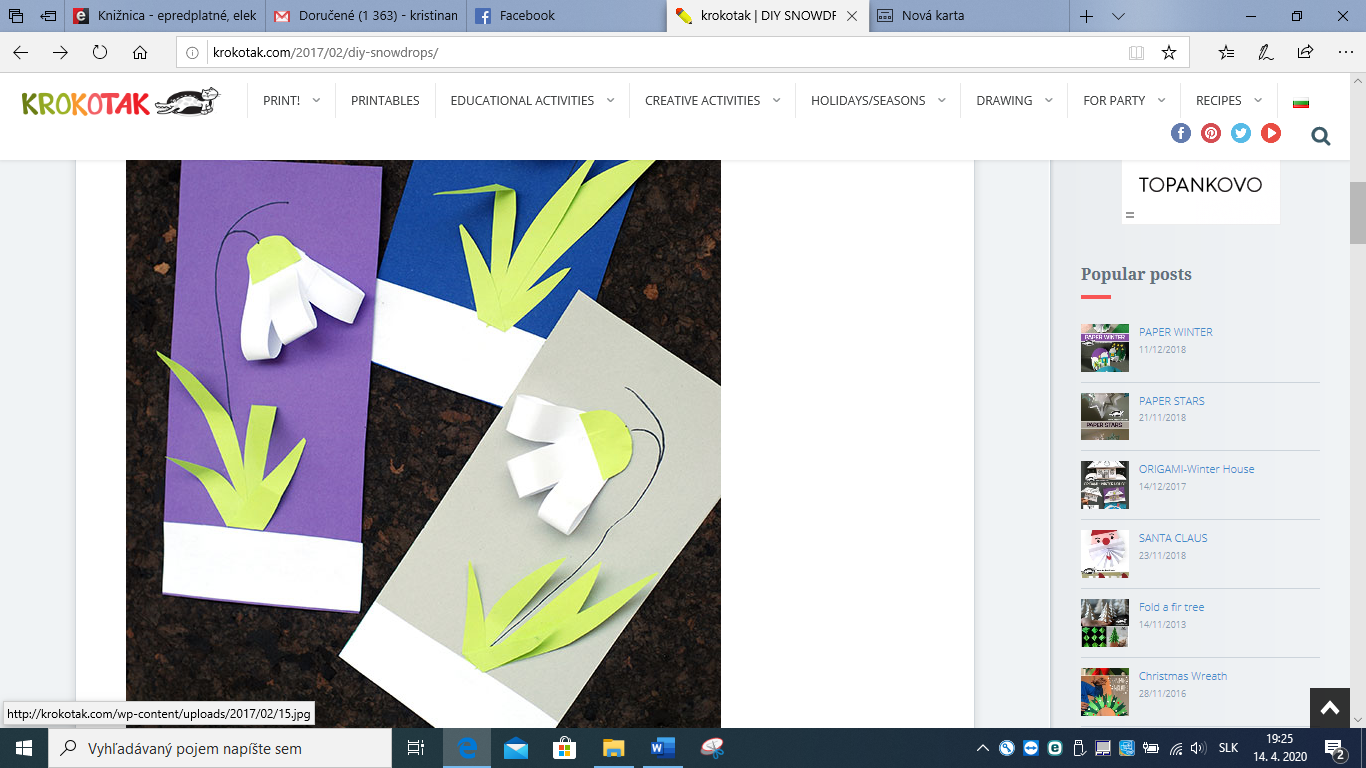 Knižnica - epredplatné, elek
Doručené (1 363) - kristinan
Facebook
krokotak | DIY SNOWDR
Nová karta
krokotak.com/2017/02/diy-snowdrops/
KROKOTAK
PRINT!
PRINTABLES
EDUCATIONAL ACTIVITIES
CREATIVE ACTIVITIES
HOLIDAYS/SEASONS
DRAWING
FOR PARTY
RECIPES
TOPANKOVO
Popular posts
PAPER WINTER
11/12/2018
PAPER STARS
21/11/2018
ORIGAMI-Winter House
14/12/2017
SANTA CLAUS
23/11/2018
Fold a fir tree
14/11/2013
Christmas Wreath
28/11/2016
http://krokotak.com/wp-content/uploads/2017/02/15.jpg
Vyhľadávaný pojem napíšte sem
SLK
19:25
14. 4. 2020
2